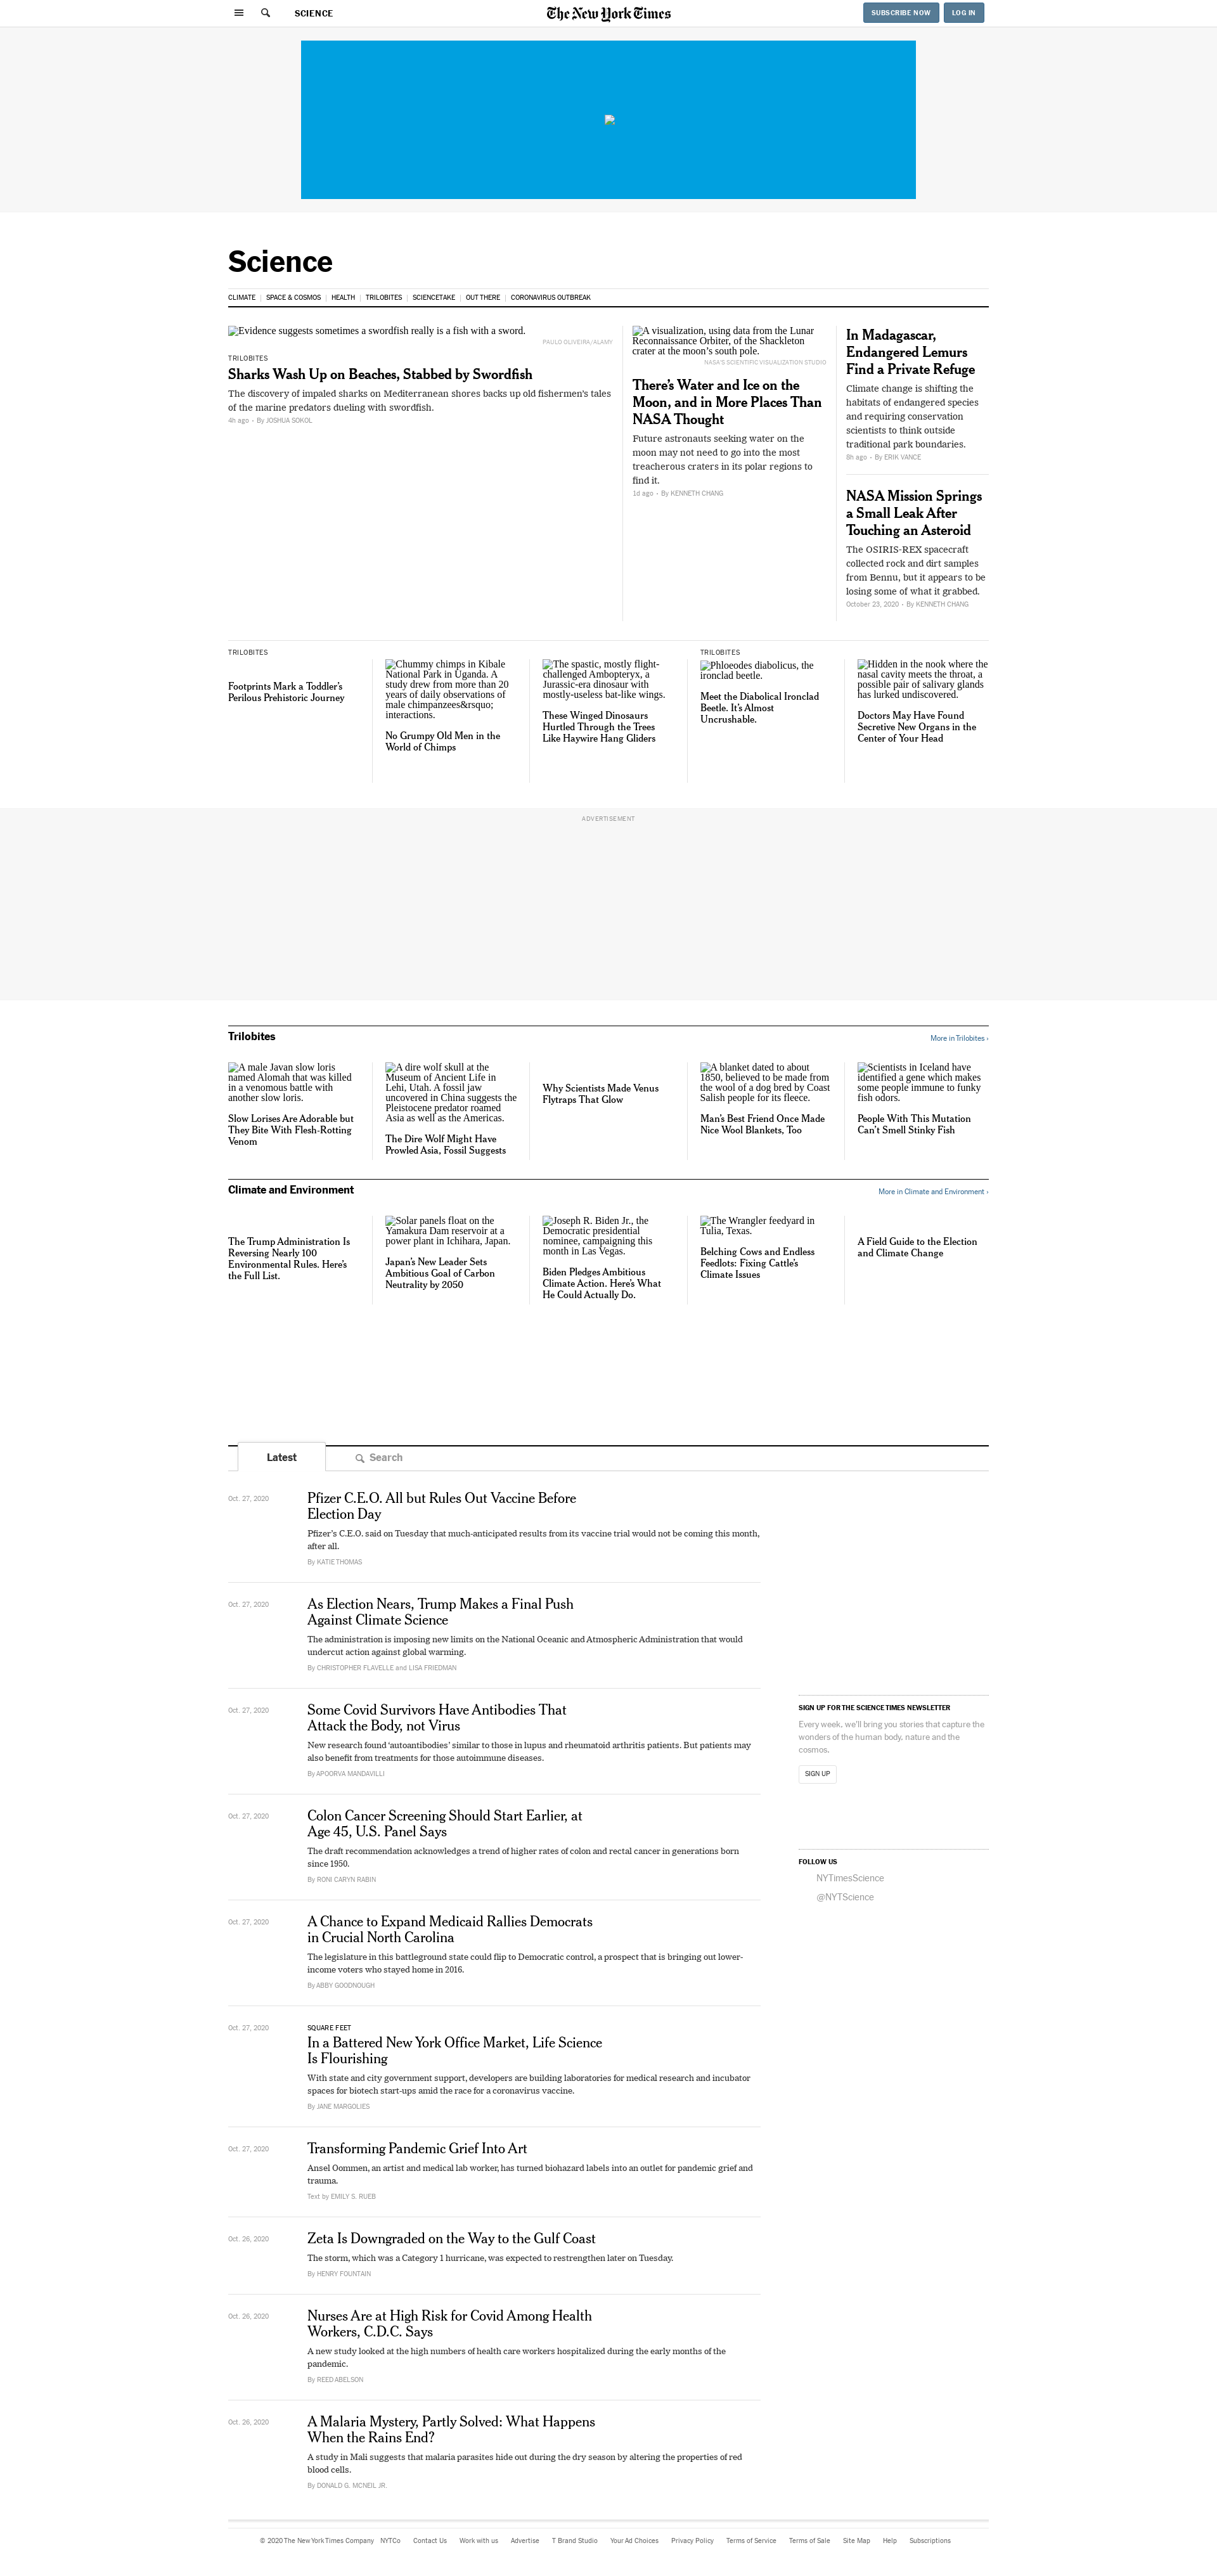 SCIENCE
The New York Times
SUBSCRIBE NOW
LOG IN
Science
CLIMATE
SPACE & COSMOS
HEALTH
TRILOBITES
SCIENCETAKE
OUT THERE
CORONAVIRUS OUTBREAK
Evidence suggests sometimes a swordfish really is a fish with a sword.
PAULO OLIVEIRA/ALAMY
TRILOBITES
Sharks Wash Up on Beaches, Stabbed by Swordfish
The discovery of impaled sharks on Mediterranean shores backs up old fishermen's tales
of the marine predators dueling with swordfish.
4h ago • By JOSHUA SOKOL
A visualization, using data from the Lunar
Reconnaissance Orbiter, of the Shackleton
crater at the moon's south pole.
NASA'S SCIENTIFIC VISUALIZATION STUDIO
There's Water and Ice on the
Moon, and in More Places Than
NASA Thought
Future astronauts seeking water on the
moon may not need to go into the most
treacherous craters in its polar regions to
find it.
1d ago • By KENNETH CHANG
In Madagascar,
Endangered Lemurs
Find a Private Refuge
Climate change is shifting the
habitats of endangered species
and requiring conservation
scientists to think outside
traditional park boundaries.
8h ago • By ERIK VANCE
NASA Mission Springs
a Small Leak After
Touching an Asteroid
The OSIRIS-REX spacecraft
collected rock and dirt samples
from Bennu, but it appears to be
losing some of what it grabbed.
October 23, 2020 • By KENNETH CHANG
TRILOBITES
Footprints Mark a Toddler's
Perilous Prehistoric Journey
Chummy chimps in Kibale
National Park in Uganda. A
study drew from more than 20
years of daily observations of
male chimpanzees&rsquo;
interactions.
No Grumpy Old Men in the
World of Chimps
The spastic, mostly flight-
challenged Ambopteryx, a
Jurassic-era dinosaur with
mostly-useless bat-like wings.
These Winged Dinosaurs
Hurtled Through the Trees
Like Haywire Hang Gliders
TRILOBITES
Phloeodes diabolicus, the
ironclad beetle.
Meet the Diabolical Ironclad
Beetle. It's Almost
Uncrushable.
Hidden in the nook where the
nasal cavity meets the throat, a
possible pair of salivary glands
has lurked undiscovered.
Doctors May Have Found
Secretive New Organs in the
Center of Your Head
ADVERTISEMENT
Trilobites
More in Trilobites ›
A male Javan slow loris
named Alomah that was killed
in a venomous battle with
another slow loris.
Slow Lorises Are Adorable but
They Bite With Flesh-Rotting
Venom
A dire wolf skull at the
Museum of Ancient Life in
Lehi, Utah. A fossil jaw
uncovered in China suggests the
Pleistocene predator roamed
Asia as well as the Americas.
The Dire Wolf Might Have
Prowled Asia, Fossil Suggests
Why Scientists Made Venus
Flytraps That Glow
A blanket dated to about
1850, believed to be made from
the wool of a dog bred by Coast
Salish people for its fleece.
Man's Best Friend Once Made
Nice Wool Blankets, Too
Scientists in Iceland have
identified a gene which makes
some people immune to funky
fish odors.
People With This Mutation
Can't Smell Stinky Fish
Climate and Environment
More in Climate and Environment ›
The Trump Administration Is
Reversing Nearly 100
Environmental Rules. Here's
the Full List.
Solar panels float on the
Yamakura Dam reservoir at a
power plant in Ichihara, Japan.
Japan's New Leader Sets
Ambitious Goal of Carbon
Neutrality by 2050
Joseph R. Biden Jr., the
Democratic presidential
nominee, campaigning this
month in Las Vegas.
Biden Pledges Ambitious
Climate Action. Here's What
He Could Actually Do.
The Wrangler feedyard in
Tulia, Texas.
Belching Cows and Endless
Feedlots: Fixing Cattle's
Climate Issues
A Field Guide to the Election
and Climate Change
Latest
Search
Oct. 27, 2020
Pfizer C.E.O. All but Rules Out Vaccine Before
Election Day
Pfizer's C.E.O. said on Tuesday that much-anticipated results from its vaccine trial would not be coming this month,
after all.
By KATIE THOMAS
Oct. 27, 2020
As Election Nears, Trump Makes a Final Push
Against Climate Science
The administration is imposing new limits on the National Oceanic and Atmospheric Administration that would
undercut action against global warming.
By CHRISTOPHER FLAVELLE and LISA FRIEDMAN
Oct. 27, 2020
Some Covid Survivors Have Antibodies That
Attack the Body, not Virus
New research found 'autoantibodies' similar to those in lupus and rheumatoid arthritis patients. But patients may
also benefit from treatments for those autoimmune diseases.
By APOORVA MANDAVILLI
Oct. 27, 2020
Colon Cancer Screening Should Start Earlier, at
Age 45, U.S. Panel Says
The draft recommendation acknowledges a trend of higher rates of colon and rectal cancer in generations born
since 1950.
By RONI CARYN RABIN
Oct. 27, 2020
A Chance to Expand Medicaid Rallies Democrats
in Crucial North Carolina
The legislature in this battleground state could flip to Democratic control, a prospect that is bringing out lower-
income voters who stayed home in 2016.
By ABBY GOODNOUGH
Oct. 27, 2020
SQUARE FEET
In a Battered New York Office Market, Life Science
Is Flourishing
With state and city government support, developers are building laboratories for medical research and incubator
spaces for biotech start-ups amid the race for a coronavirus vaccine.
By JANE MARGOLIES
Oct. 27, 2020
Transforming Pandemic Grief Into Art
Ansel Oommen, an artist and medical lab worker, has turned biohazard labels into an outlet for pandemic grief and
trauma.
Text by EMILY S. RUEB
Oct. 26, 2020
Zeta Is Downgraded on the Way to the Gulf Coast
The storm, which was a Category 1 hurricane, was expected to restrengthen later on Tuesday.
By HENRY FOUNTAIN
Oct. 26, 2020
Nurses Are at High Risk for Covid Among Health
Workers, C.D.C. Says
A new study looked at the high numbers of health care workers hospitalized during the early months of the
pandemic.
By REED ABELSON
Oct. 26, 2020
A Malaria Mystery, Partly Solved: What Happens
When the Rains End?
A study in Mali suggests that malaria parasites hide out during the dry season by altering the properties of red
blood cells.
By DONALD G. MCNEIL JR.
SIGN UP FOR THE SCIENCE TIMES NEWSLETTER
Every week, we'll bring you stories that capture the
wonders of the human body, nature and the
cosmos.
SIGN UP
FOLLOW US
NYTimesScience
@NYTScience
© 2020 The New York Times Company
NYTCo
Contact Us
Work with us
Advertise
T Brand Studio
Your Ad Choices
Privacy Policy
Terms of Service
Terms of Sale
Site Map
Help
Subscriptions